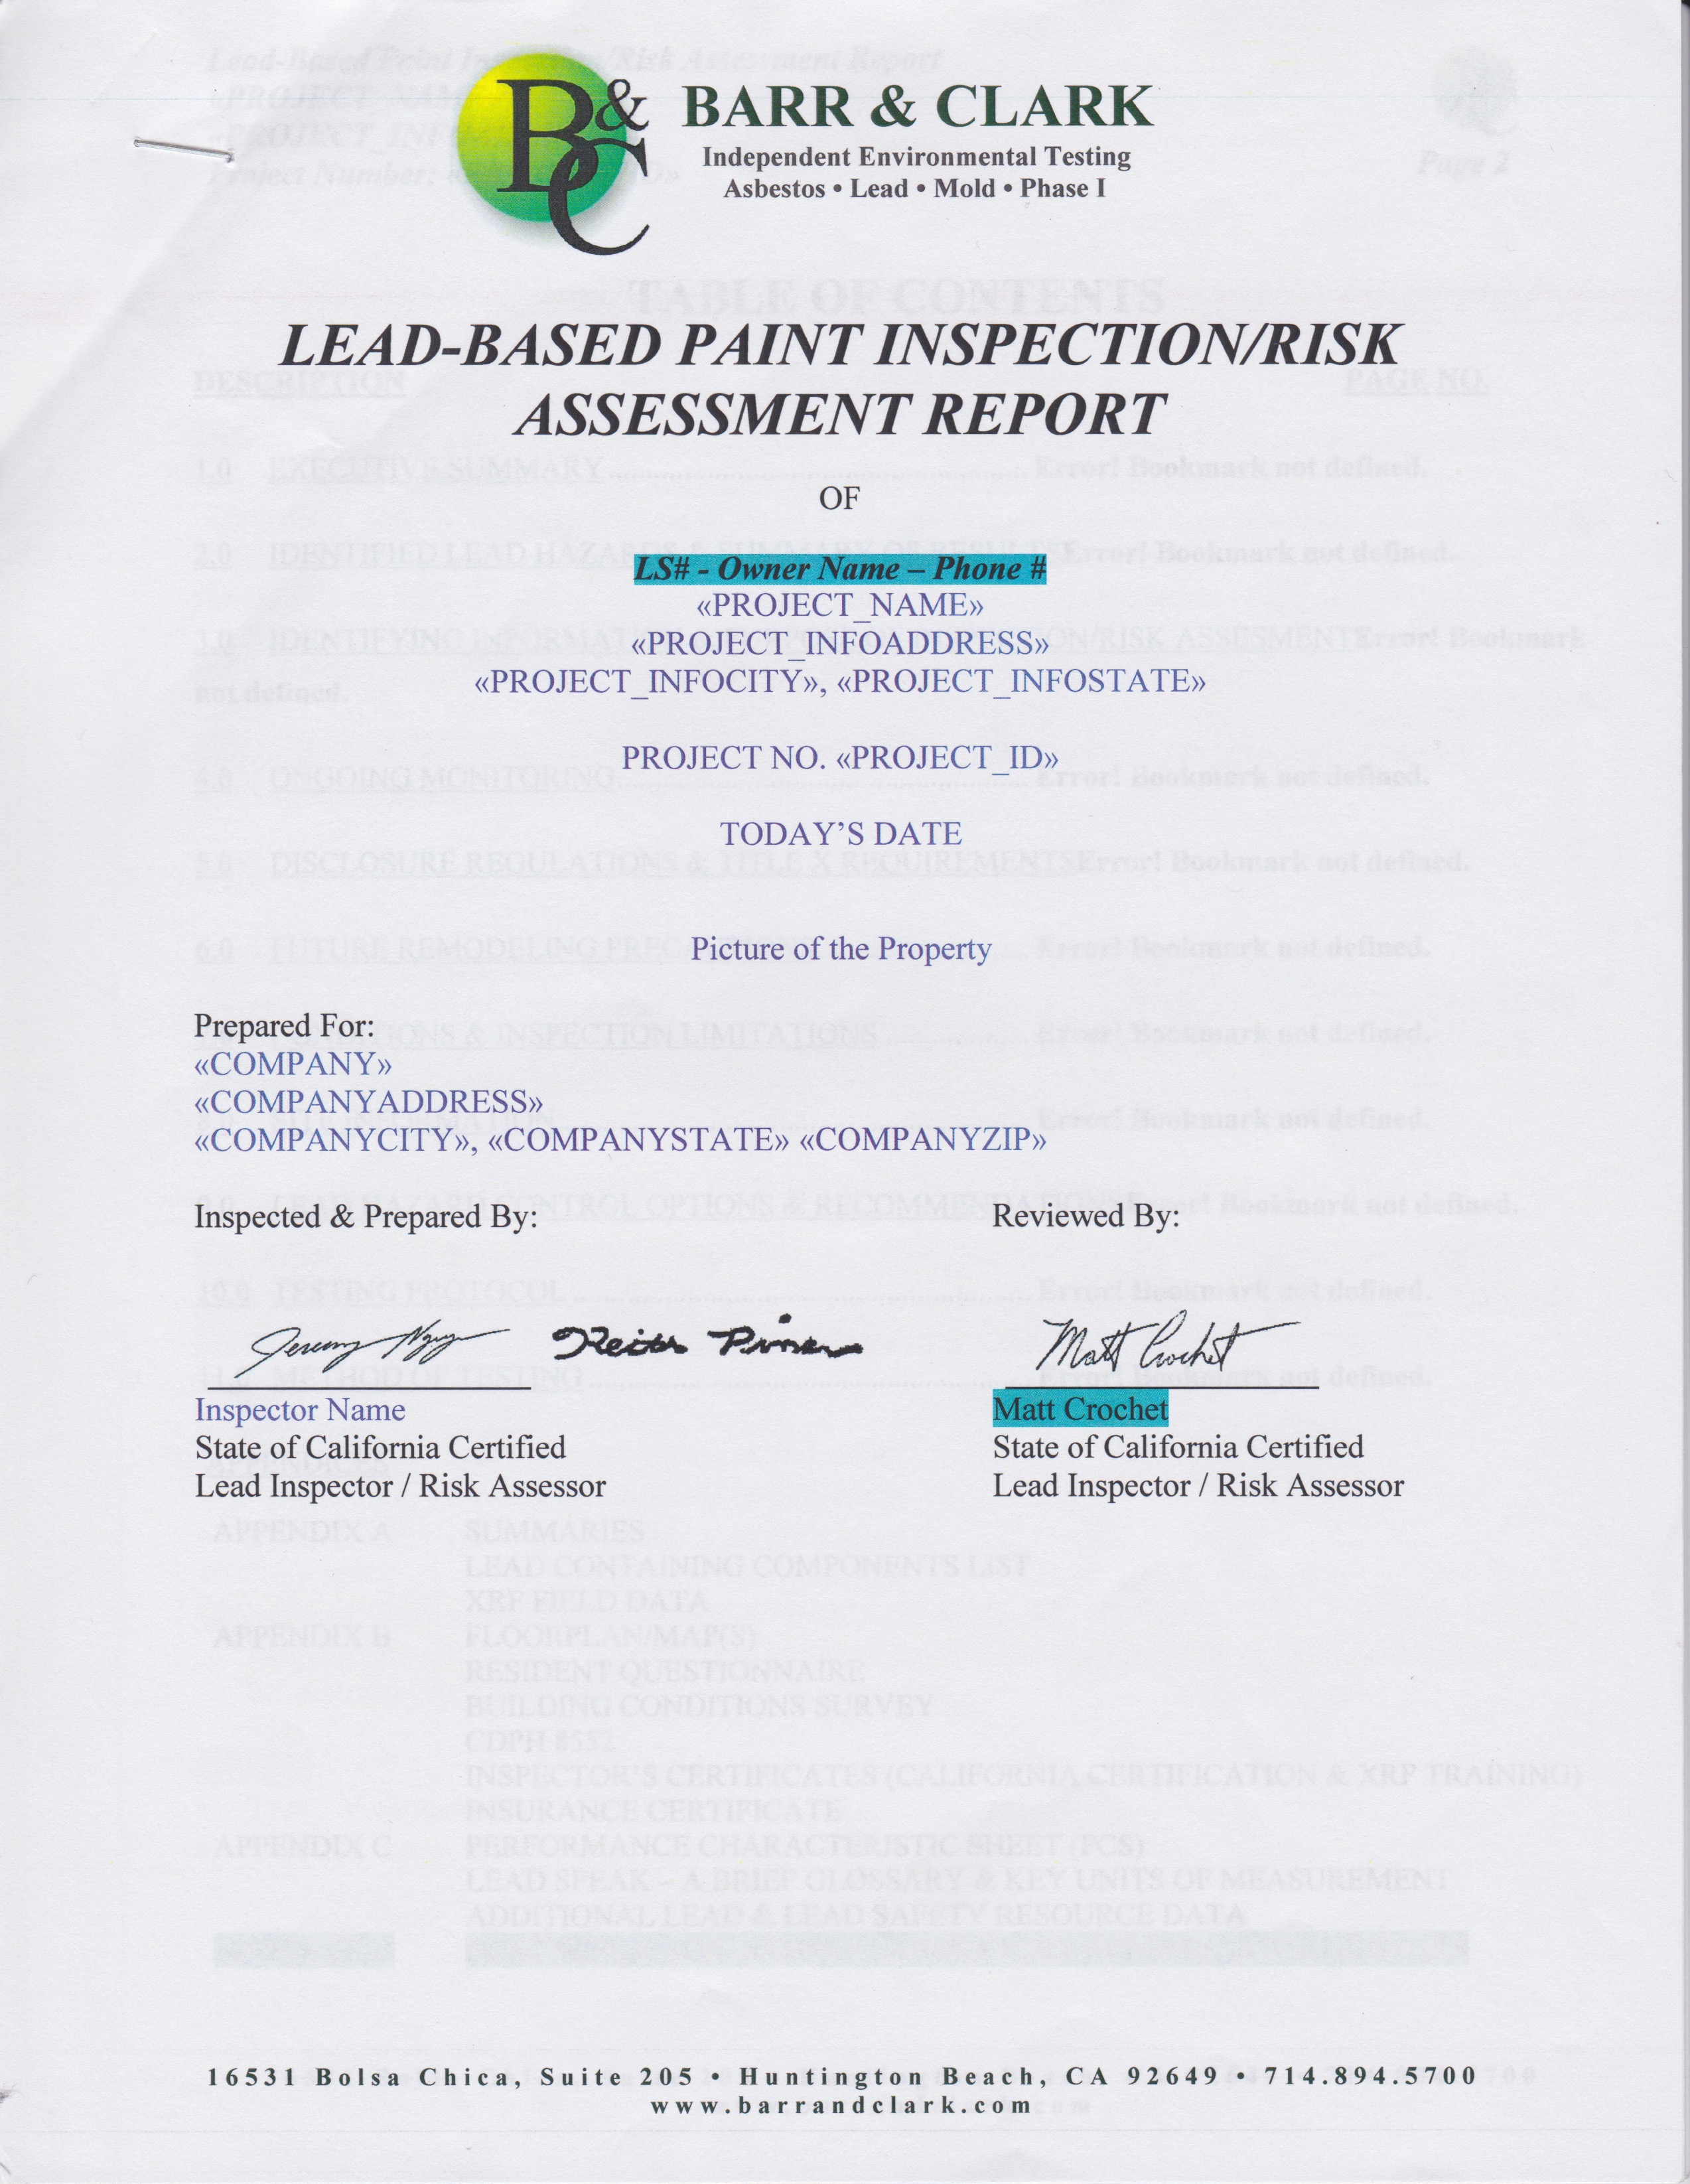 B&C
BARR & CLARK
Independent Environmental Testing
Asbestos • Lead • Mold • Phase I
LEAD-BASED PAINT INSPECTION/RISK
ASSESSMENT REPORT
OF
LS# - Owner Name – Phone #
«PROJECT_NAME»
«PROJECT_INFOADDRESS»
«PROJECT_INFOCITY», «PROJECT_INFOSTATE»
PROJECT NO. «PROJECT_ID»
TODAY'S DATE
Picture of the Property
Prepared For:
«COMPANY»
«COMPANYADDRESS»
«COMPANYCITY», «COMPANYSTATE» «COMPANYZIP»
Inspected & Prepared By: Reviewed By:
Matt Crochet
Inspector Name Matt Crochet
State of California Certified State of California Certified
Lead Inspector / Risk Assessor Lead Inspector / Risk Assessor
16531 Bolsa Chica, Suite 205 • Huntington Beach, CA 92649 • 714.894.5700
www.barrandclark.com